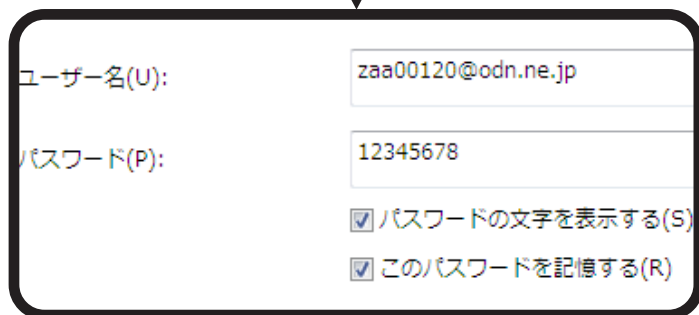 ユーザー名(U): zaa00120@odn.ne.jp
パスワード(P): 12345678
パスワードの文字を表示する(S)
このパスワードを記憶する(R)